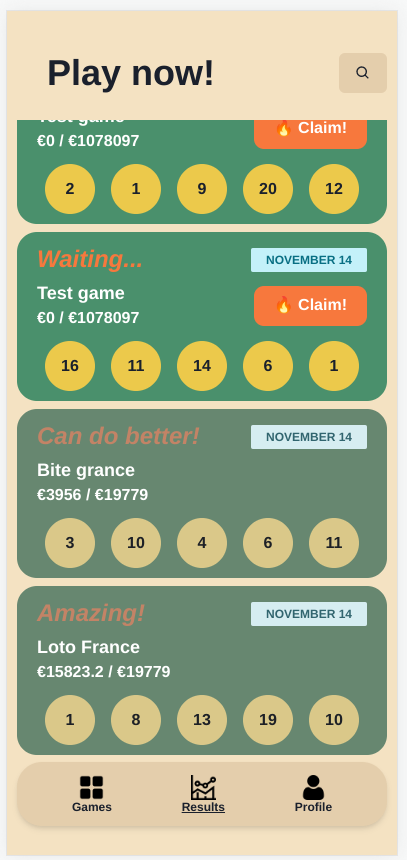 Play now!
Test game
€0 / €1078097
🔥 Claim!
2 1 9 20 12
Waiting...
NOVEMBER 14
Test game
€0 / €1078097
🔥 Claim!
16 11 14 6 1
Can do better!
NOVEMBER 14
Bite grance
€3956 / €19779
3 10 4 6 11
Amazing!
NOVEMBER 14
Loto France
€15823.2 / €19779
1 8 13 19 10
Games Results Profile